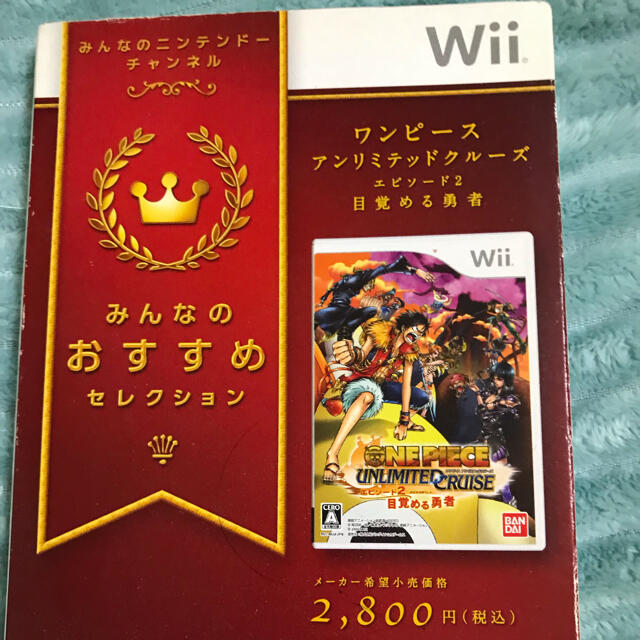 みんなのニンテンドー
チャンネル
みんなの
おすすめ
セレクション
Wii
ワンピース
アンリミテッドクルーズ
エピソード2
目覚める勇者
Wii
ONE PIECE
UNLIMITED CRUISE
エピソード2
目覚める勇者
CERO
A
BAN
DAI
メーカー希望小売価格
2,800円(税込)